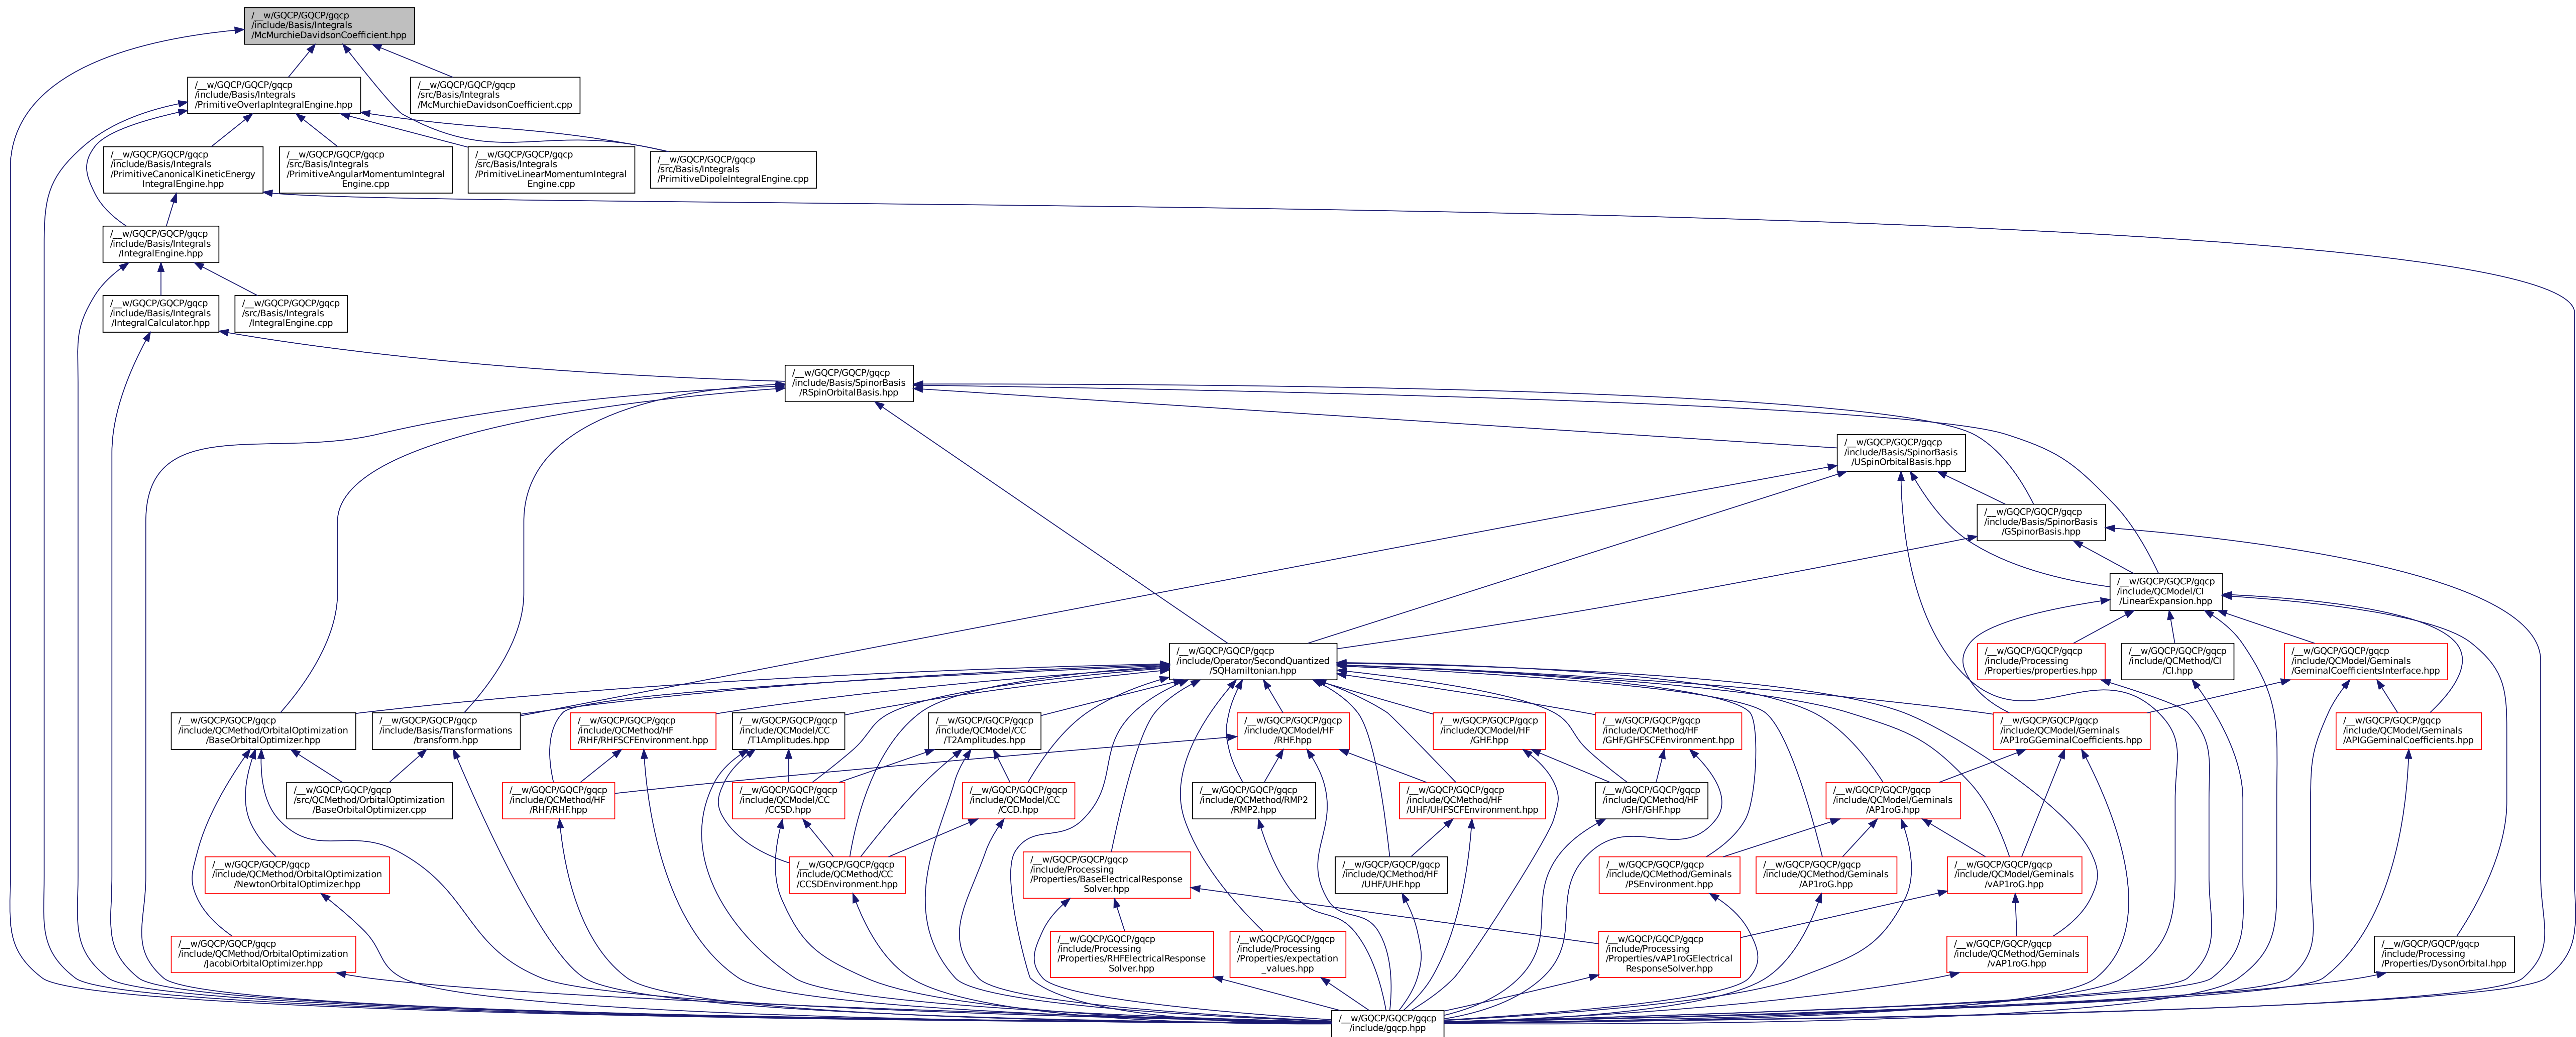 /__w/GQCP/GQCP/gqcp
/include/Basis/Integrals
/McMurchieDavidsonCoefficient.hpp
/__w/GQCP/GQCP/gqcp
/include/Basis/Integrals
/PrimitiveOverlapIntegralEngine.hpp
/__w/GQCP/GQCP/gqcp
/src/Basis/Integrals
/McMurchieDavidsonCoefficient.cpp
/__w/GQCP/GQCP/gqcp
/include/Basis/Integrals
/PrimitiveCanonicalKineticEnergy
IntegralEngine.hpp
/__w/GQCP/GQCP/gqcp
/src/Basis/Integrals
/PrimitiveAngularMomentumIntegral
Engine.cpp
/__w/GQCP/GQCP/gqcp
/src/Basis/Integrals
/PrimitiveLinearMomentumIntegral
Engine.cpp
/__w/GQCP/GQCP/gqcp
/src/Basis/Integrals
/PrimitiveDipoleIntegralEngine.cpp
/__w/GQCP/GQCP/gqcp
/include/Basis/Integrals
/IntegralEngine.hpp
/__w/GQCP/GQCP/gqcp
/include/Basis/Integrals
/IntegralCalculator.hpp
/__w/GQCP/GQCP/gqcp
/src/Basis/Integrals
/IntegralEngine.cpp
/__w/GQCP/GQCP/gqcp
/include/Basis/SpinorBasis
/RSpinOrbitalBasis.hpp
/__w/GQCP/GQCP/gqcp
/include/Basis/SpinorBasis
/USpinOrbitalBasis.hpp
/__w/GQCP/GQCP/gqcp
/include/Basis/SpinorBasis
/GSpinorBasis.hpp
/__w/GQCP/GQCP/gqcp
/include/QCModel/CI
/LinearExpansion.hpp
/__w/GQCP/GQCP/gqcp
/include/Operator/SecondQuantized
/SQHamiltonian.hpp
/__w/GQCP/GQCP/gqcp
/include/Processing
/Properties/properties.hpp
/__w/GQCP/GQCP/gqcp
/include/QCMethod/CI
/CI.hpp
/__w/GQCP/GQCP/gqcp
/include/QCModel/Geminals
/GeminalCoefficientsInterface.hpp
/__w/GQCP/GQCP/gqcp
/include/QCMethod/OrbitalOptimization
/BaseOrbitalOptimizer.hpp
/__w/GQCP/GQCP/gqcp
/include/Basis/Transformations
/transform.hpp
/__w/GQCP/GQCP/gqcp
/include/QCMethod/HF
/RHF/RHFSCFEnvironment.hpp
/__w/GQCP/GQCP/gqcp
/include/QCModel/CC
/T1Amplitudes.hpp
/__w/GQCP/GQCP/gqcp
/include/QCModel/CC
/T2Amplitudes.hpp
/__w/GQCP/GQCP/gqcp
/include/QCModel/HF
/RHF.hpp
/__w/GQCP/GQCP/gqcp
/include/QCModel/HF
/GHF.hpp
/__w/GQCP/GQCP/gqcp
/include/QCMethod/HF
/GHF/GHFSCFEnvironment.hpp
/__w/GQCP/GQCP/gqcp
/include/QCModel/Geminals
/AP1roGGeminalCoefficients.hpp
/__w/GQCP/GQCP/gqcp
/include/QCModel/Geminals
/APIGGeminalCoefficients.hpp
/__w/GQCP/GQCP/gqcp
/src/QCMethod/OrbitalOptimization
/BaseOrbitalOptimizer.cpp
/__w/GQCP/GQCP/gqcp
/include/QCMethod/HF
/RHF/RHF.hpp
/__w/GQCP/GQCP/gqcp
/include/QCModel/CC
/CCSD.hpp
/__w/GQCP/GQCP/gqcp
/include/QCModel/CC
/CCD.hpp
/__w/GQCP/GQCP/gqcp
/include/QCMethod/RMP2
/RMP2.hpp
/__w/GQCP/GQCP/gqcp
/include/QCMethod/HF
/UHF/UHFSCFEnvironment.hpp
/__w/GQCP/GQCP/gqcp
/include/QCMethod/HF
/GHF/GHF.hpp
/__w/GQCP/GQCP/gqcp
/include/QCModel/Geminals
/AP1roG.hpp
/__w/GQCP/GQCP/gqcp
/include/QCMethod/OrbitalOptimization
/NewtonOrbitalOptimizer.hpp
/__w/GQCP/GQCP/gqcp
/include/QCMethod/CC
/CCSDEnvironment.hpp
/__w/GQCP/GQCP/gqcp
/include/Processing
/Properties/BaseElectricalResponse
Solver.hpp
/__w/GQCP/GQCP/gqcp
/include/QCMethod/HF
/UHF/UHF.hpp
/__w/GQCP/GQCP/gqcp
/include/QCMethod/Geminals
/PSEnvironment.hpp
/__w/GQCP/GQCP/gqcp
/include/QCMethod/Geminals
/AP1roG.hpp
/__w/GQCP/GQCP/gqcp
/include/QCModel/Geminals
/vAP1roG.hpp
/__w/GQCP/GQCP/gqcp
/include/QCMethod/OrbitalOptimization
/JacobiOrbitalOptimizer.hpp
/__w/GQCP/GQCP/gqcp
/include/Processing
/Properties/RHFElectricalResponse
Solver.hpp
/__w/GQCP/GQCP/gqcp
/include/Processing
/Properties/expectation
_values.hpp
/__w/GQCP/GQCP/gqcp
/include/Processing
/Properties/vAP1roGElectrical
ResponseSolver.hpp
/__w/GQCP/GQCP/gqcp
/include/QCMethod/Geminals
/vAP1roG.hpp
/__w/GQCP/GQCP/gqcp
/include/Processing
/Properties/DysonOrbital.hpp
/__w/GQCP/GQCP/gqcp
/include/gqcp.hpp